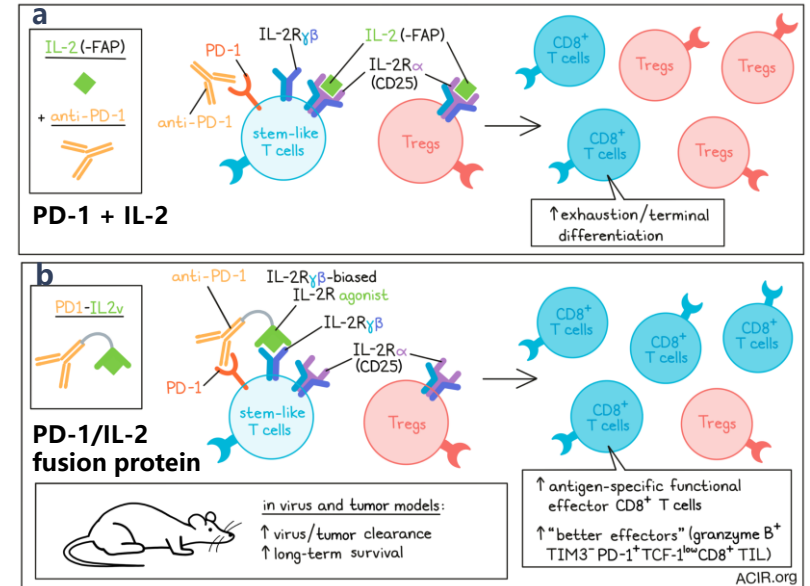 a
IL-2 (-FAP)
+ anti-PD-1
PD-1 + IL-2
PD-1
anti-PD-1
IL-2Rγβ
IL-2 (-FAP)
IL-2Rα
(CD25)
stem-like
T cells
Tregs
CD8+
T cells
Tregs
Tregs
CD8+
T cells
Tregs
↑ exhaustion/terminal
differentiation
b
PD1-IL2v
PD-1/IL-2
fusion protein
anti-PD-1
IL-2Rγβ-biased
IL-2R agonist
IL-2Rγβ
IL-2Rα
(CD25)
PD-1
stem-like
T cells
Tregs
CD8+
T cells
CD8+
T cells
CD8+
T cells
CD8+
T cells
Tregs
in virus and tumor models:
↑ virus/tumor clearance
↑ long-term survival
↑ antigen-specific functional
effector CD8+ T cells
↑ "better effectors" (granzyme B+
TIM3- PD-1+TCF-1lowCD8+ TIL)
ACIR.org